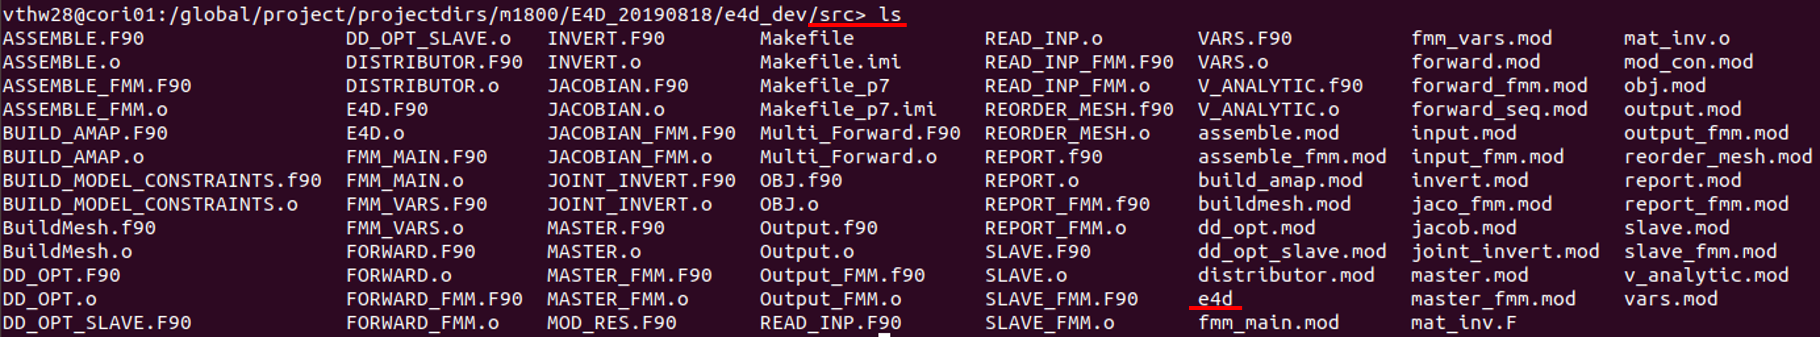 vthw28@cori01:/global/project/projectdirs/m1800/E4D_20190818/e4d_dev/src> ls
ASSEMBLE.F90 DD_OPT_SLAVE.o INVERT.F90 Makefile READ_INP.o VARS.F90 fmm_vars.mod mat_inv.o
ASSEMBLE.o DISTRIBUTOR.F90 INVERT.o Makefile.imi READ_INP_FMM.F90 VARS.o forward.mod mod_con.mod
ASSEMBLE_FMM.F90 DISTRIBUTOR.o JACOBIAN.F90 Makefile_p7 READ_INP_FMM.o V_ANALYTIC.f90 forward_fmm.mod obj.mod
ASSEMBLE_FMM.o E4D.F90 JACOBIAN.o Makefile_p7.imi REORDER_MESH.f90 V_ANALYTIC.o forward_seq.mod output.mod
BUILD_AMAP.F90 E4D.o JACOBIAN_FMM.F90 Multi_Forward.F90 REORDER_MESH.o assemble.mod input.mod output_fmm.mod
BUILD_AMAP.o FMM_MAIN.F90 JACOBIAN_FMM.o Multi_Forward.o REPORT.f90 assemble_fmm.mod input_fmm.mod reorder_mesh.mod
BUILD_MODEL_CONSTRAINTS.f90 FMM_MAIN.o JOINT_INVERT.F90 OBJ.f90 REPORT.o build_amap.mod invert.mod report.mod
BUILD_MODEL_CONSTRAINTS.o FMM_VARS.F90 JOINT_INVERT.o OBJ.o REPORT_FMM.f90 buildmesh.mod jaco_fmm.mod report_fmm.mod
BuildMesh.f90 FMM_VARS.o MASTER.F90 Output.f90 REPORT_FMM.o dd_opt.mod jacob.mod slave.mod
BuildMesh.o FORWARD.F90 MASTER.o Output.o SLAVE.F90 dd_opt_slave.mod joint_invert.mod slave_fmm.mod
DD_OPT.F90 FORWARD.o MASTER_FMM.F90 Output_FMM.f90 SLAVE.o distributor.mod master.mod v_analytic.mod
DD_OPT.o FORWARD_FMM.F90 MASTER_FMM.o Output_FMM.o SLAVE_FMM.F90 e4d master_fmm.mod vars.mod
DD_OPT_SLAVE.F90 FORWARD_FMM.o MOD_RES.F90 READ_INP.F90 SLAVE_FMM.o fmm_main.mod mat_inv.F